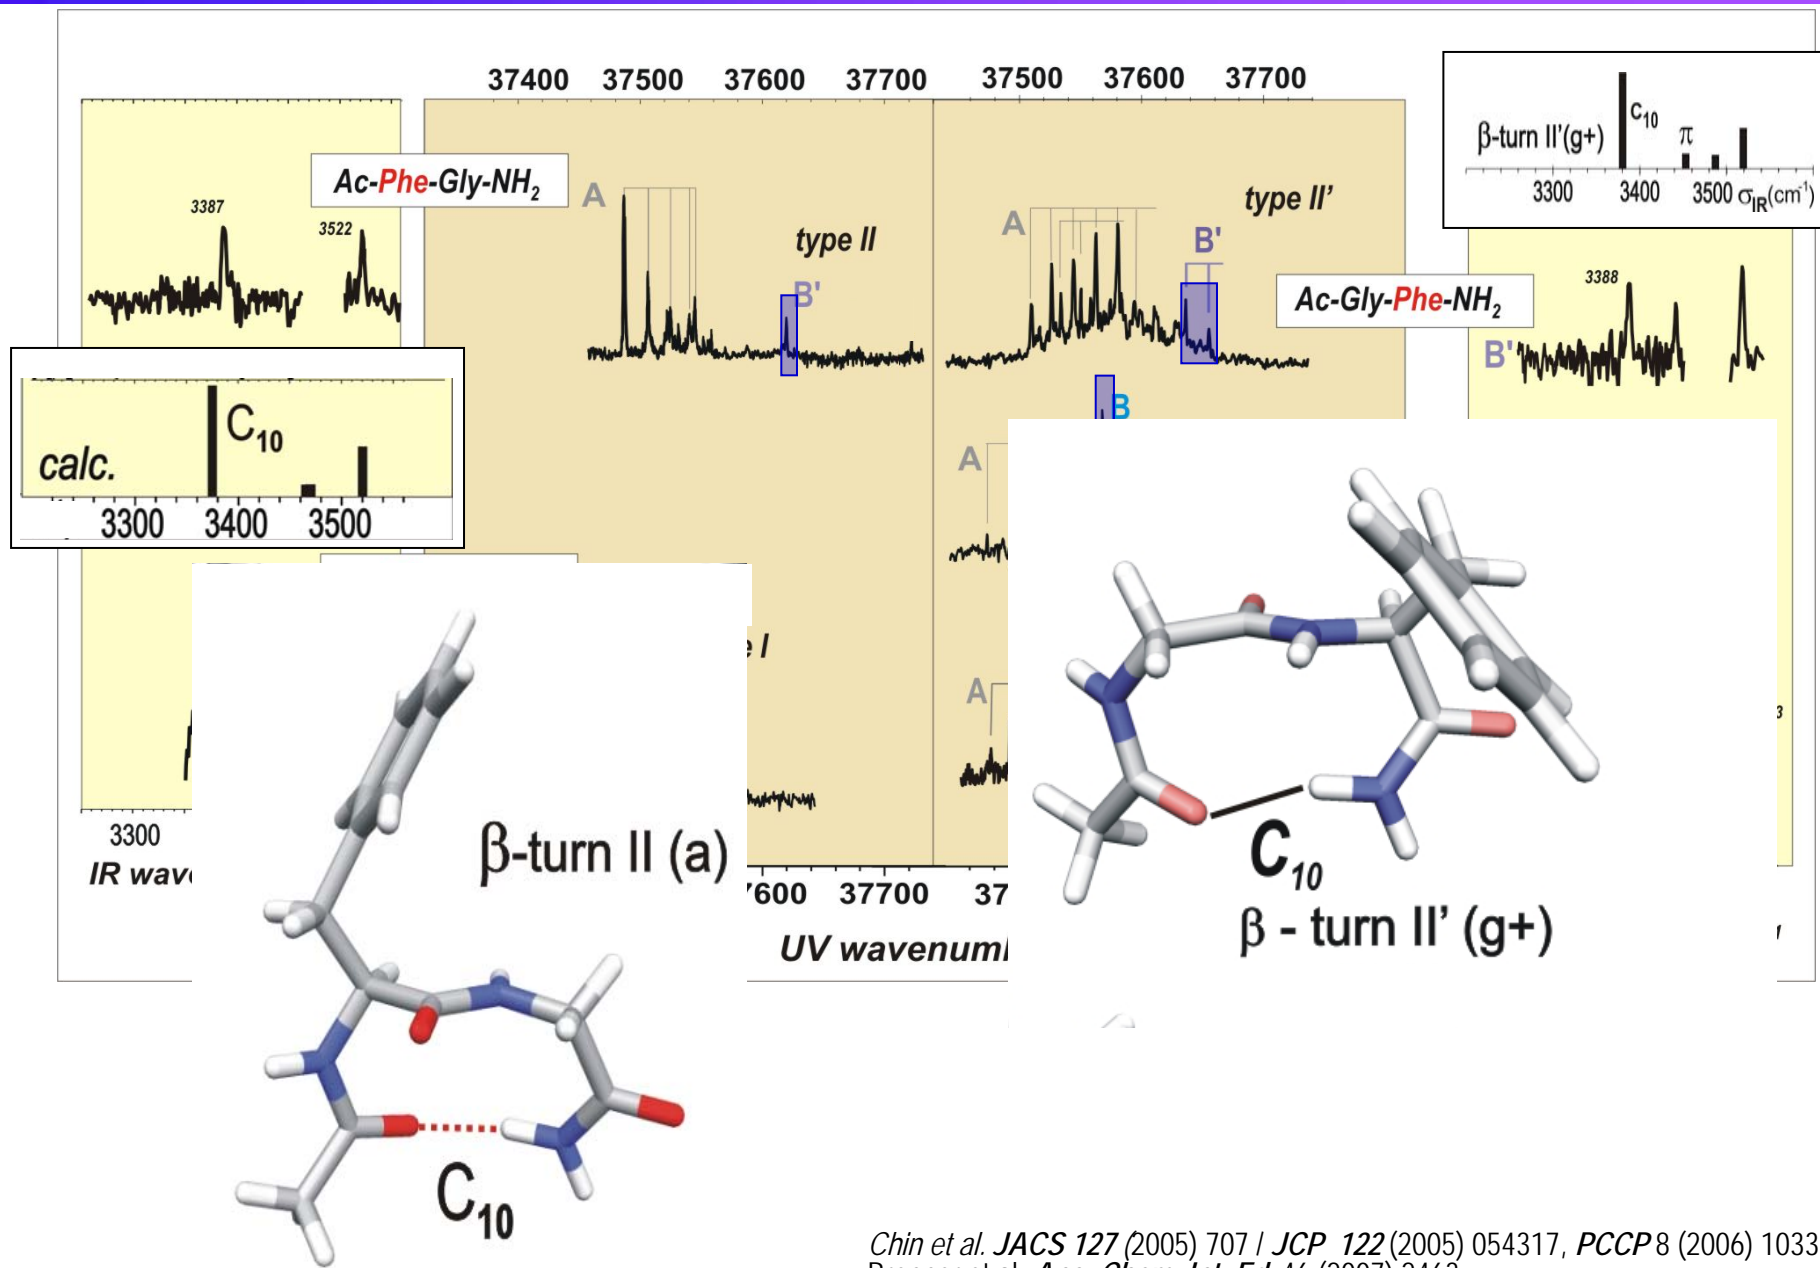 37400 37500 37600 37700
37500 37600 37700
β-turn II'(g+)
C10
π
3300 3400 3500 σIR(cm-1)
Ac-Phe-Gly-NH2
3387
3522
A
type II
B'
A
type II'
B'
Ac-Gly-Phe-NH2
3388
B'
B
calc.
C10
3300 3400 3500
A
e I
A
3
3300
IR wav
β-turn II (a)
C10
C10
β - turn II' (g+)
600 37700 37
UV wavenum
Chin et al. JACS 127 (2005) 707 / JCP 122 (2005) 054317, PCCP 8 (2006) 1033